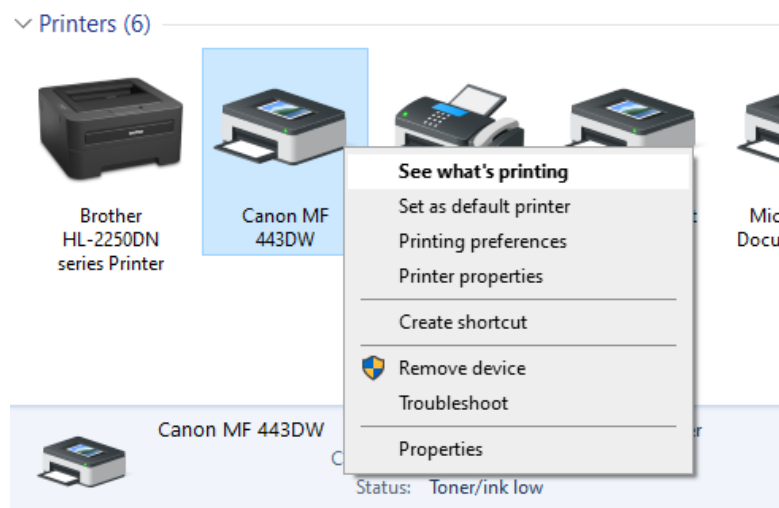 Printers (6)
Brother
HL-2250DN
series Printer
Canon MF
443DW
See what's printing
Set as default printer
Printing preferences
Printer properties
Create shortcut
Remove device
Troubleshoot
Properties
Canon MF 443DW
Status: Toner/ink low